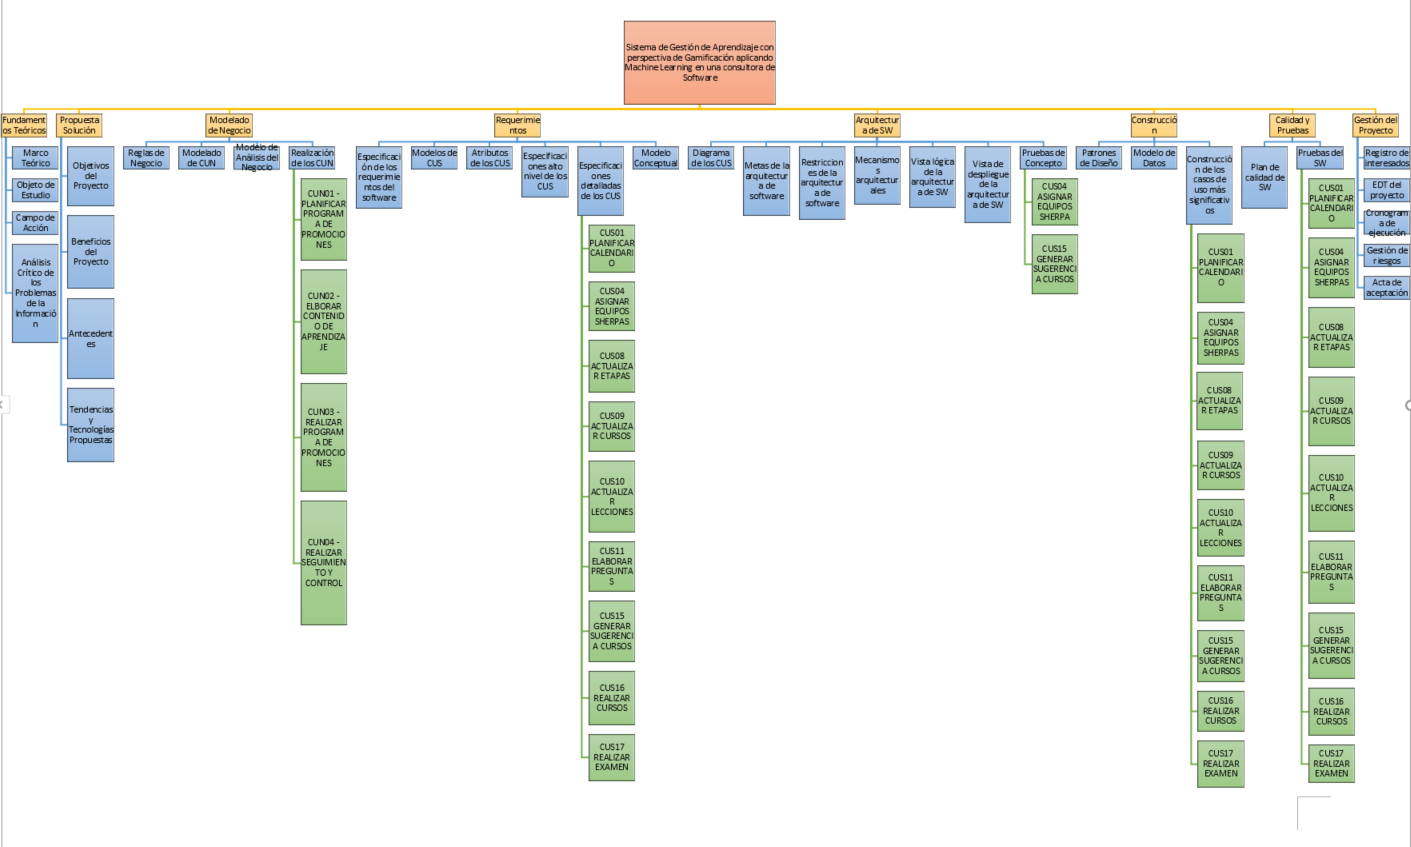 Sistema de Gestión de Aprendizaje con
perspectiva de Gamificación aplicando
Machine Learning en una consultora de
Software
Fundament
os Teóricos
Marco
Teórico
Objeto de
Estudio
Campo de
Acción
Análisis
Crítico de
los
Problemas
de la
Informació
n
Propuesta
Solución
Objetivos
del
Proyecto
Beneficios
del
Proyecto
Antecedent
es
Tendencias
y
Tecnologías
Propuestas
Modelado
de Negocio
Reglas de
Negocio
Modelado
de CUN
Modelo de
Análisis del
Negocio
Realización
de los CUN
CUN01 -
PLANIFICAR
PROGRAM
A DE
PROMOCIO
NES
CUN02 -
ELBORAR
CONTENID
O DE
APRENDIZA
JE
CUN03 -
REALIZAR
PROGRAM
A DE
PROMOCIO
NES
CUN04 -
REALIZAR
SEGUIMIEN
TO Y
CONTROL
Requerimie
ntos
Especificaci
ón de los
requerimie
ntos del
software
Modelos de
CUS
Atributos
de los CUS
Especificaci
ones alto
nivel de los
CUS
Especificaci
ones
detalladas
de los CUS
CUS01
PLANIFICAR
CALENDARI
O
CUS04
ASIGNAR
EQUIPOS
SHERPAS
CUS08
ACTUALIZA
R ETAPAS
CUS09
ACTUALIZA
R CURSOS
CUS10
ACTUALIZA
R
LECCIONES
CUS11
ELABORAR
PREGUNTA
S
CUS15
GENERAR
SUGERENCI
A CURSOS
CUS16
REALIZAR
CURSOS
CUS17
REALIZAR
EXAMEN
Modelo
Conceptual
Arquitectur
a de SW
Diagrama
de los CUS
Metas de la
arquitectur
a de
software
Restriccion
es de la
arquitectur
a de
software
Mecanismo
s
arquitectur
ales
Vista lógica
de la
arquitectur
a de SW
Vista de
despliegue
de la
arquitectur
a de SW
Pruebas de
Concepto
CUS04
ASIGNAR
EQUIPOS
SHERPA
CUS15
GENERAR
SUGERENCI
A CURSOS
Construcció
n
Patrones
de Diseño
Modelo de
Datos
Construcció
n de los
casos de
uso más
significativ
os
CUS01
PLANIFICAR
CALENDARI
O
CUS04
ASIGNAR
EQUIPOS
SHERPAS
CUS08
ACTUALIZA
R ETAPAS
CUS09
ACTUALIZA
R CURSOS
CUS10
ACTUALIZA
R
LECCIONES
CUS11
ELABORAR
PREGUNTA
S
CUS15
GENERAR
SUGERENCI
A CURSOS
CUS16
REALIZAR
CURSOS
CUS17
REALIZAR
EXAMEN
Calidad y
Pruebas
Plan de
calidad de
SW
Pruebas del
SW
CUS01
PLANIFICAR
CALENDARI
O
CUS04
ASIGNAR
EQUIPOS
SHERPAS
CUS08
ACTUALIZA
R ETAPAS
CUS09
ACTUALIZA
R CURSOS
CUS10
ACTUALIZA
R
LECCIONES
CUS11
ELABORAR
PREGUNTA
S
CUS15
GENERAR
SUGERENCI
A CURSOS
CUS16
REALIZAR
CURSOS
CUS17
REALIZAR
EXAMEN
Gestión del
Proyecto
Registro de
interesados
EDT del
proyecto
Cronogram
a de
ejecución
Gestión de
riesgos
Acta de
aceptación